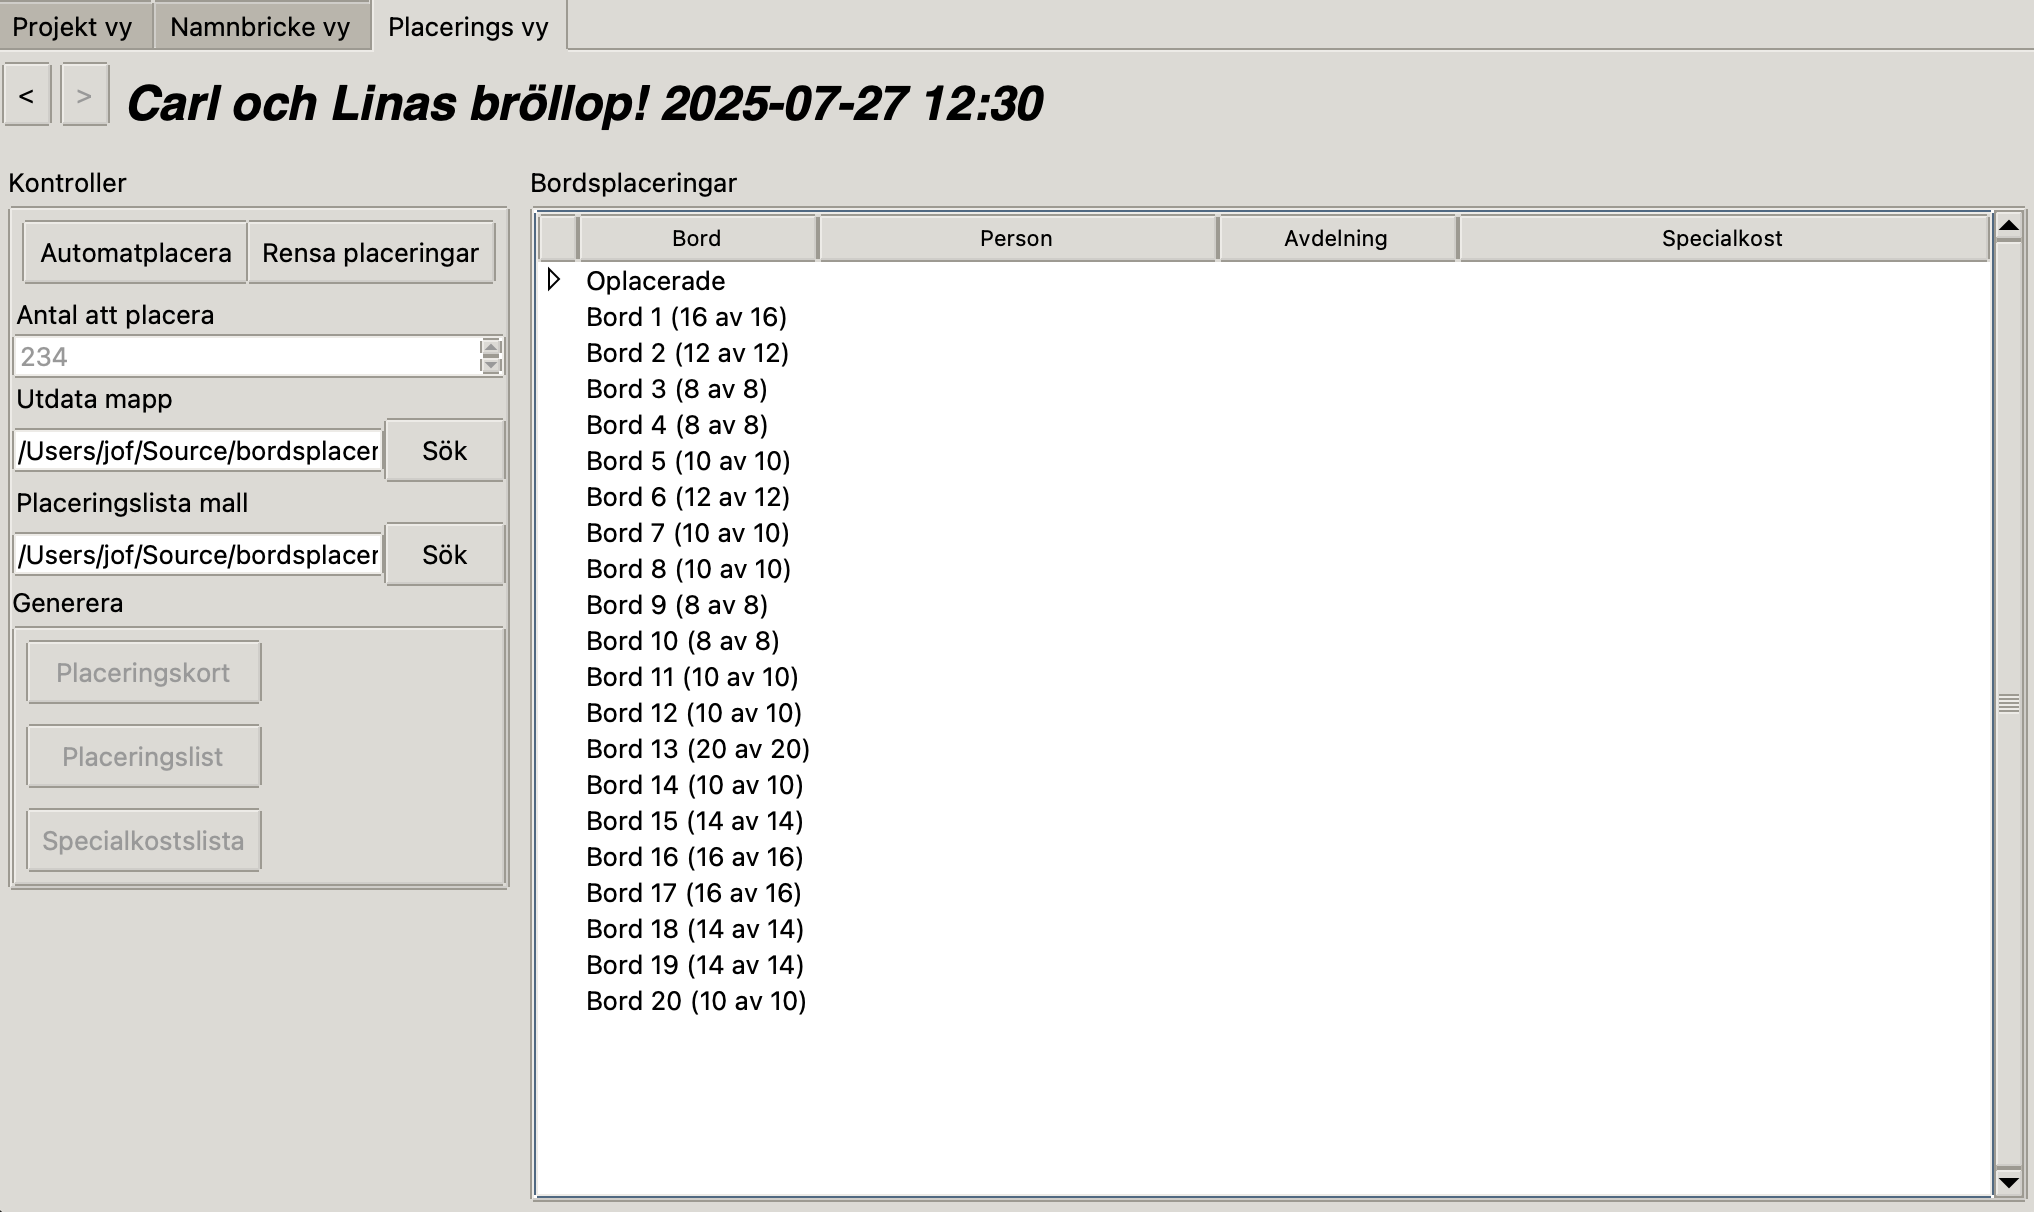 Projekt vy Namnbricke vy Placerings vy
< > Carl och Linas bröllop! 2025-07-27 12:30
Kontroller
Automatplacera Rensa placeringar
Antal att placera
234
Utdata mapp
/Users/jof/Source/bordsplacer Sök
Placeringslista mall
/Users/jof/Source/bordsplacer Sök
Generera
Placeringskort
Placeringslist
Specialkostslista
Bordsplaceringar
Bord Person Avdelning Specialkost
Oplacerade
Bord 1 (16 av 16)
Bord 2 (12 av 12)
Bord 3 (8 av 8)
Bord 4 (8 av 8)
Bord 5 (10 av 10)
Bord 6 (12 av 12)
Bord 7 (10 av 10)
Bord 8 (10 av 10)
Bord 9 (8 av 8)
Bord 10 (8 av 8)
Bord 11 (10 av 10)
Bord 12 (10 av 10)
Bord 13 (20 av 20)
Bord 14 (10 av 10)
Bord 15 (14 av 14)
Bord 16 (16 av 16)
Bord 17 (16 av 16)
Bord 18 (14 av 14)
Bord 19 (14 av 14)
Bord 20 (10 av 10)